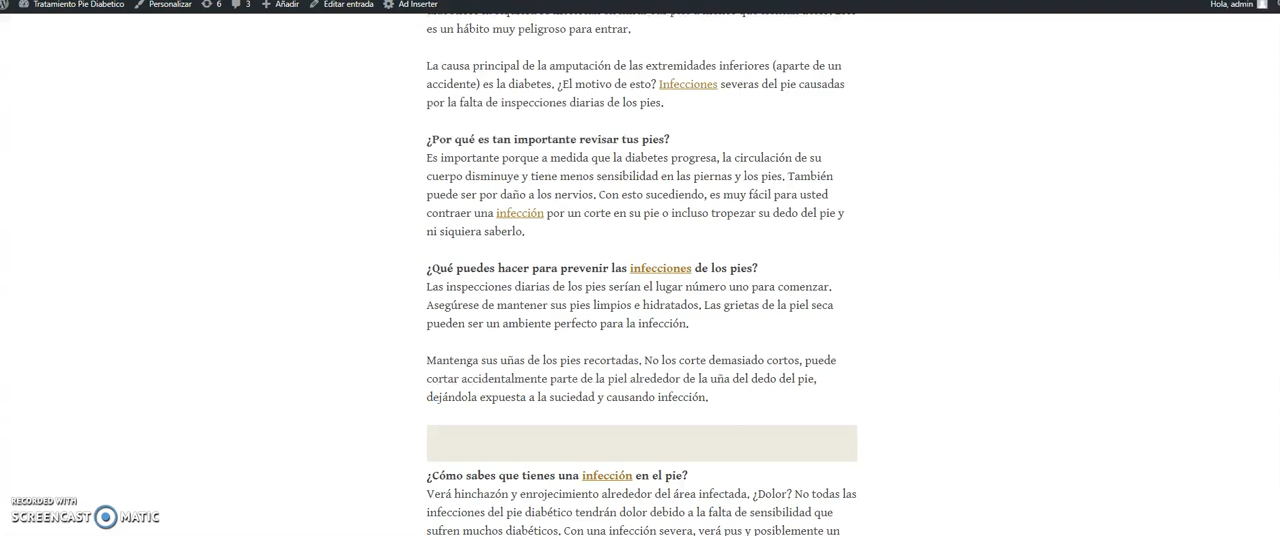 Tratamiento Pie Diabetico Personalizar 6 3 Añadir Editar entrada Ad Inserter Hola, admin
es un hábito muy peligroso para entrar.
La causa principal de la amputación de las extremidades inferiores (aparte de un
accidente) es la diabetes. ¿El motivo de esto? Infecciones severas del pie causadas
por la falta de inspecciones diarias de los pies.
¿Por qué es tan importante revisar tus pies?
Es importante porque a medida que la diabetes progresa, la circulación de su
cuerpo disminuye y tiene menos sensibilidad en las piernas y los pies. También
puede ser por daño a los nervios. Con esto sucediendo, es muy fácil para usted
contraer una infección por un corte en su pie o incluso tropezar su dedo del pie y
ni siquiera saberlo.
¿Qué puedes hacer para prevenir las infecciones de los pies?
Las inspecciones diarias de los pies serían el lugar número uno para comenzar.
Asegúrese de mantener sus pies limpios e hidratados. Las grietas de la piel seca
pueden ser un ambiente perfecto para la infección.
Mantenga sus uñas de los pies recortadas. No los corte demasiado cortos, puede
cortar accidentalmente parte de la piel alrededor de la uña del dedo del pie,
dejándola expuesta a la suciedad y causando infección.
¿Cómo sabes que tienes una infección en el pie?
Verá hinchazón y enrojecimiento alrededor del área infectada. ¿Dolor? No todas las
infecciones del pie diabético tendrán dolor debido a la falta de sensibilidad que
sufren muchos diabéticos. Con una infección severa, verá pus y posiblemente un
RECORDED WITH
SCREENCAST MATIC